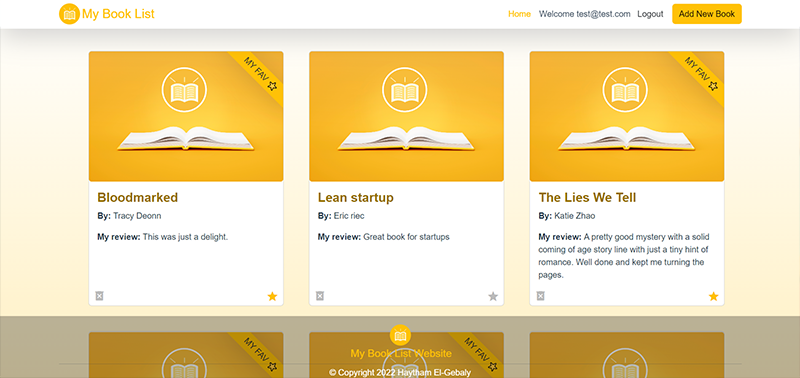 My Book List
Home Welcome test@test.com Logout Add New Book
MY FAV
MY FAV
Bloodmarked
By: Tracy Deonn
My review: This was just a delight.
Lean startup
By: Eric riec
My review: Great book for startups
The Lies We Tell
By: Katie Zhao
My review: A pretty good mystery with a solid
coming of age story line with just a tiny hint of
romance. Well done and kept me turning the
pages.
MY FAV
MY FAV
MY FAV
My Book List Website
© Copyright 2022 Haytham El-Gebaly